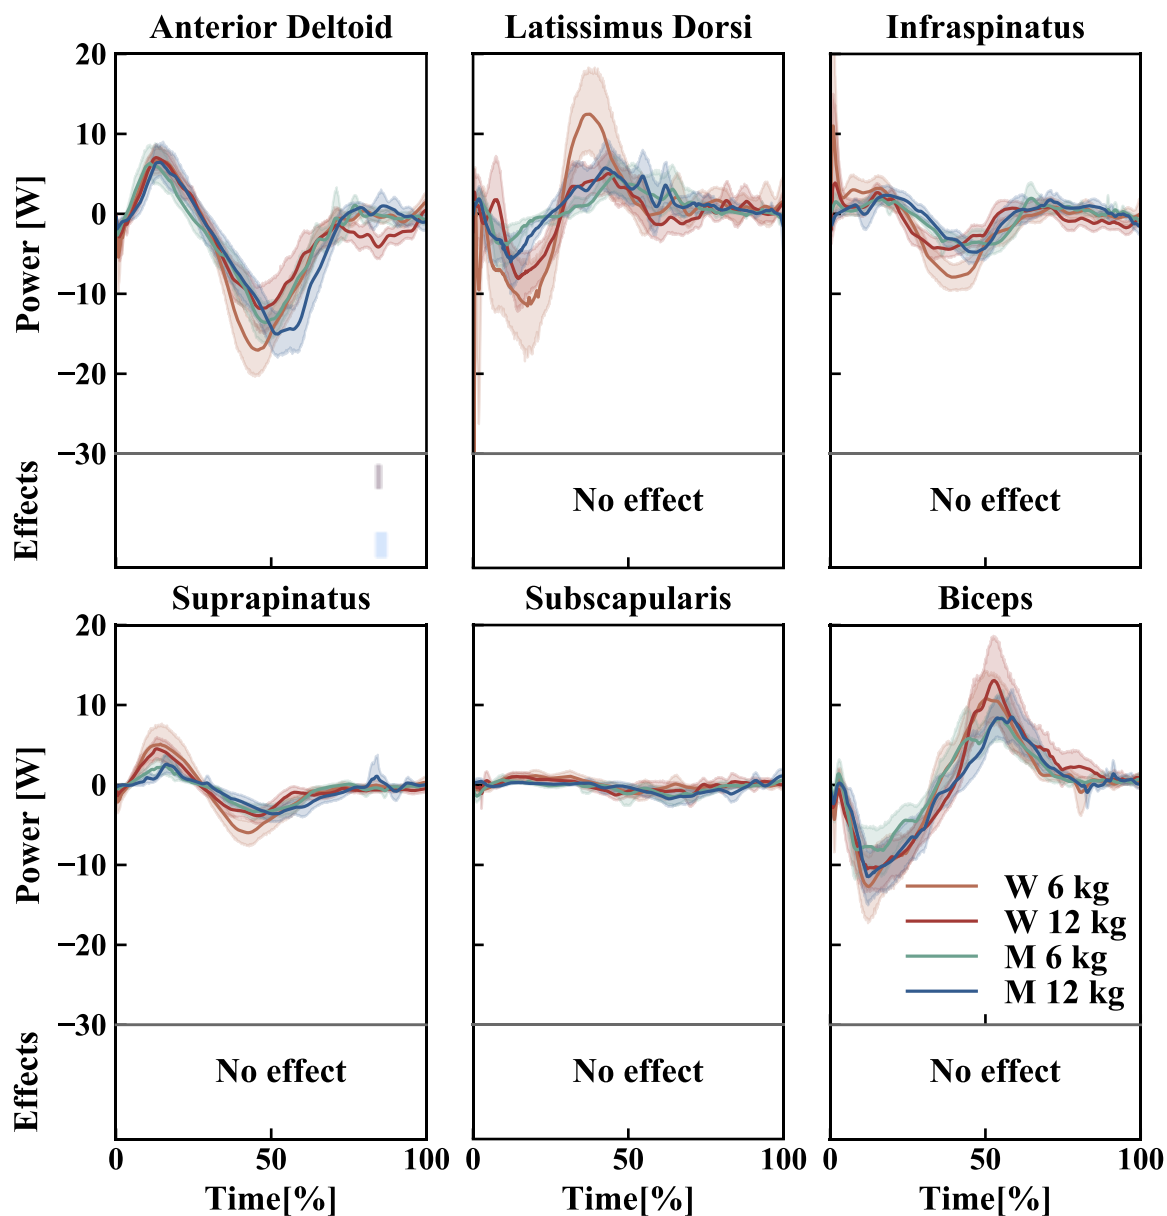 Anterior Deltoid
Latissimus Dorsi
Infraspinatus
Power [W]
20
10
0
−10
−20
−30
Effects
No effect
No effect
Suprapinatus
Subscapularis
Biceps
Power [W]
20
10
0
−10
−20
−30
W 6 kg
W 12 kg
M 6 kg
M 12 kg
Effects
No effect
No effect
No effect
0 50 100
0 50 100
0 50 100
Time[%]
Time[%]
Time[%]